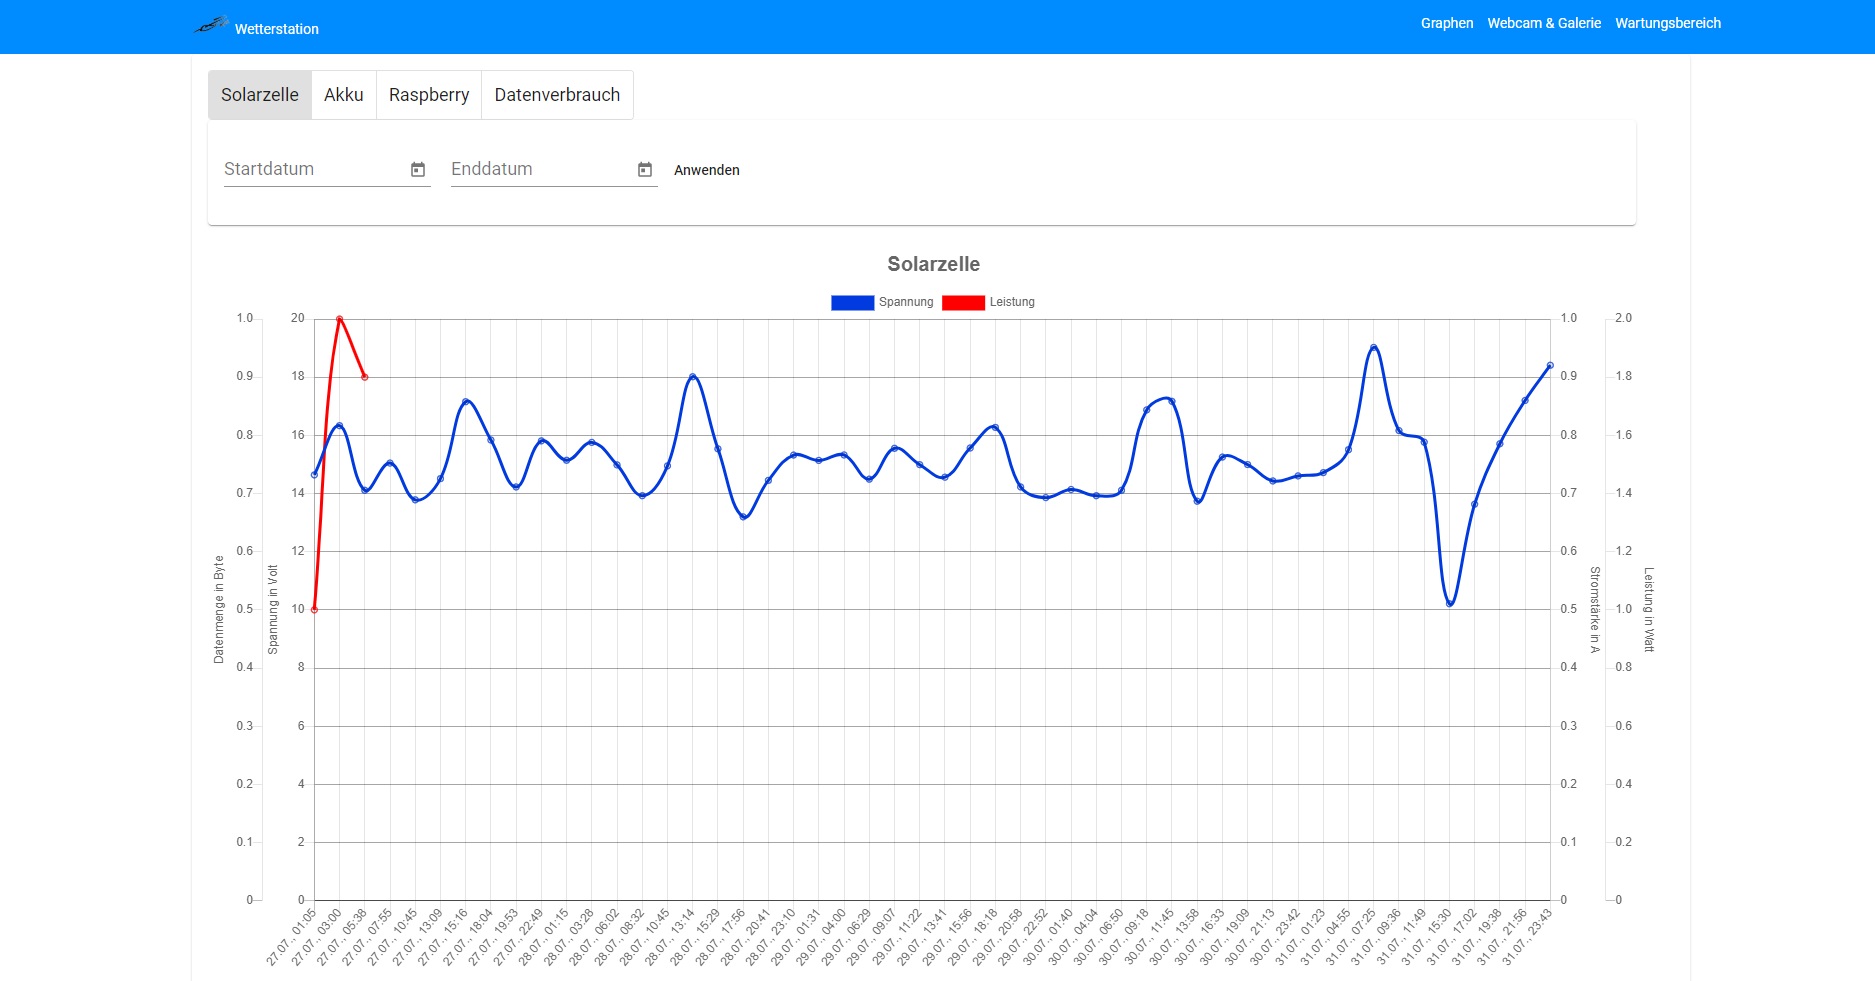 Wetterstation
Graphen Webcam & Galerie Wartungsbereich
Solarzelle Akku Raspberry Datenverbrauch
Startdatum Enddatum Anwenden
Solarzelle
Spannung Leistung
1.0 20 1.0 2.0
0.9 18 0.9 1.8
0.8 16 0.8 1.6
0.7 14 0.7 1.4
0.6 12 0.6 1.2
0.5 10 0.5 1.0
0.4 8 0.4 0.8
0.3 6 0.3 0.6
0.2 4 0.2 0.4
0.1 2 0.1 0.2
0 0 0 0
Datenmenge in Byte
Spannung in Volt
Stromstärke in A
Leistung in Watt
27.07., 01:05
27.07., 03:00
27.07., 05:38
27.07., 07:55
27.07., 10:45
27.07., 13:09
27.07., 15:16
27.07., 18:04
27.07., 19:53
27.07., 22:49
28.07., 01:15
28.07., 03:28
28.07., 06:02
28.07., 08:32
28.07., 10:45
28.07., 13:14
28.07., 15:29
28.07., 17:56
28.07., 20:41
28.07., 23:10
29.07., 01:31
29.07., 04:00
29.07., 06:29
29.07., 09:07
29.07., 11:22
29.07., 13:41
29.07., 15:56
29.07., 18:18
29.07., 20:58
29.07., 22:52
30.07., 01:40
30.07., 04:04
30.07., 06:50
30.07., 09:18
30.07., 11:45
30.07., 13:58
30.07., 16:33
30.07., 19:09
30.07., 21:13
30.07., 23:42
31.07., 01:23
31.07., 04:55
31.07., 07:25
31.07., 09:36
31.07., 11:49
31.07., 15:30
31.07., 17:02
31.07., 19:38
31.07., 21:56
31.07., 23:43